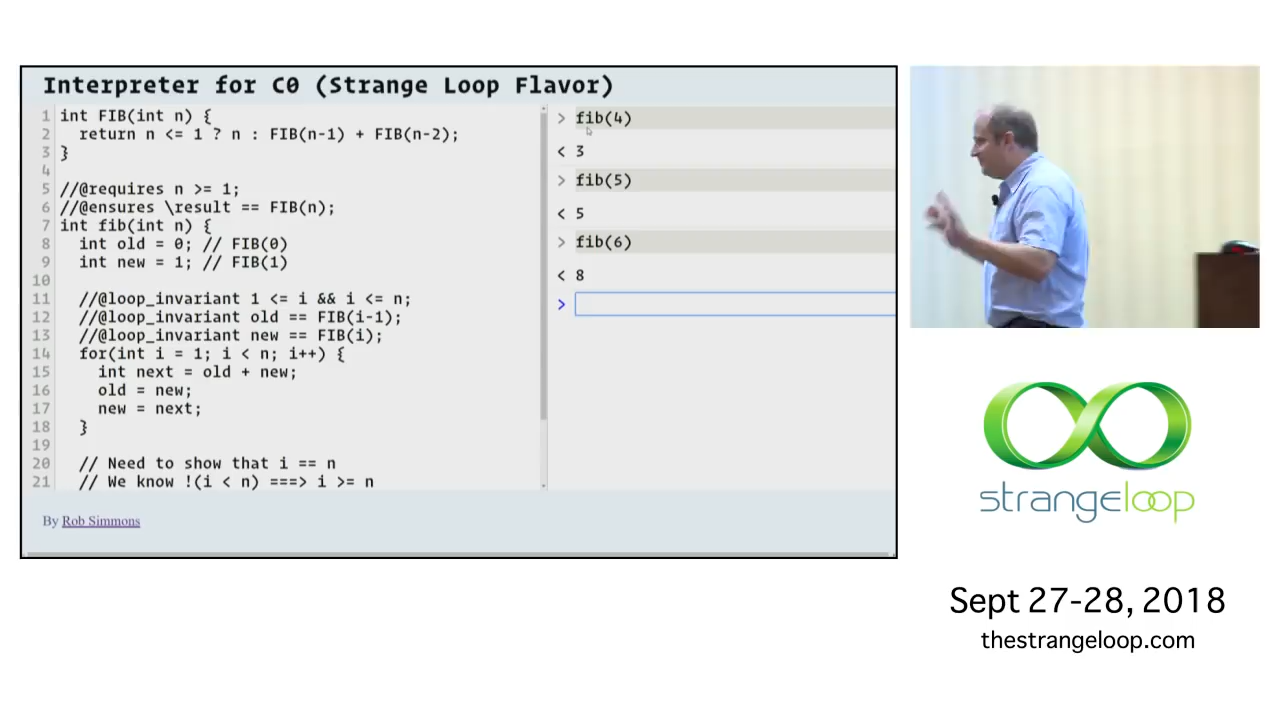 Interpreter for C0 (Strange Loop Flavor)
1 int FIB(int n) {
2   return n <= 1 ? n : FIB(n-1) + FIB(n-2);
3 }
4
5 //@requires n >= 1;
6 //@ensures \result == FIB(n);
7 int fib(int n) {
8   int old = 0; // FIB(0)
9   int new = 1; // FIB(1)
10
11   //@loop_invariant 1 <= i && i <= n;
12   //@loop_invariant old == FIB(i-1);
13   //@loop_invariant new == FIB(i);
14   for(int i = 1; i < n; i++) {
15     int next = old + new;
16     old = new;
17     new = next;
18   }
19
20   // Need to show that i == n
21   // We know !(i < n) ===> i >= n
> fib(4)
< 3
> fib(5)
< 5
> fib(6)
< 8
>
By Rob Simmons
strangeloop
Sept 27-28, 2018
thestrangeloop.com